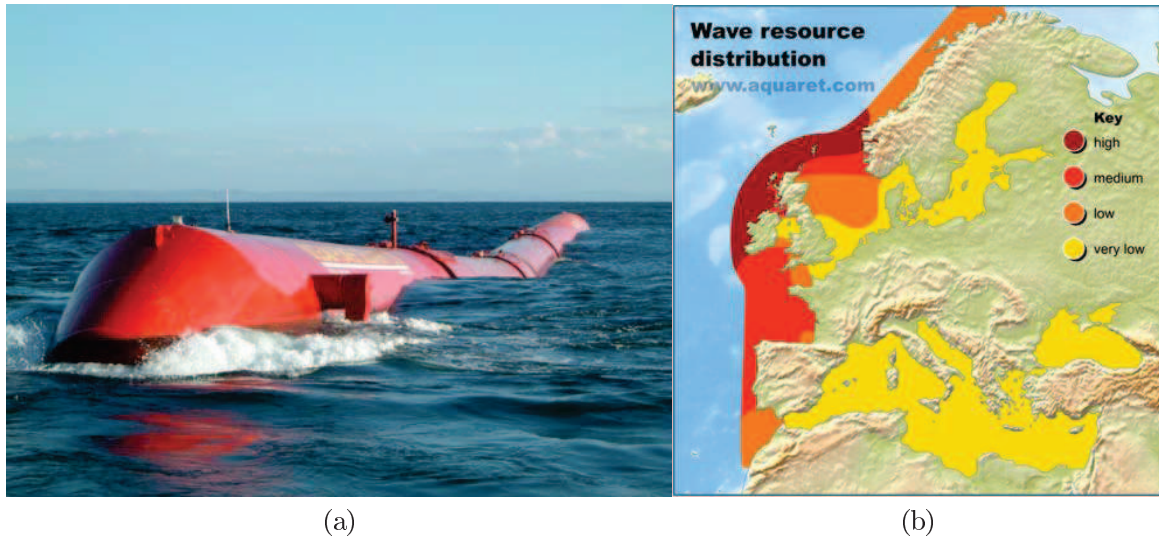 Wave resource
distribution
www.aquaret.com
Key
high
medium
low
very low
(a)
(b)